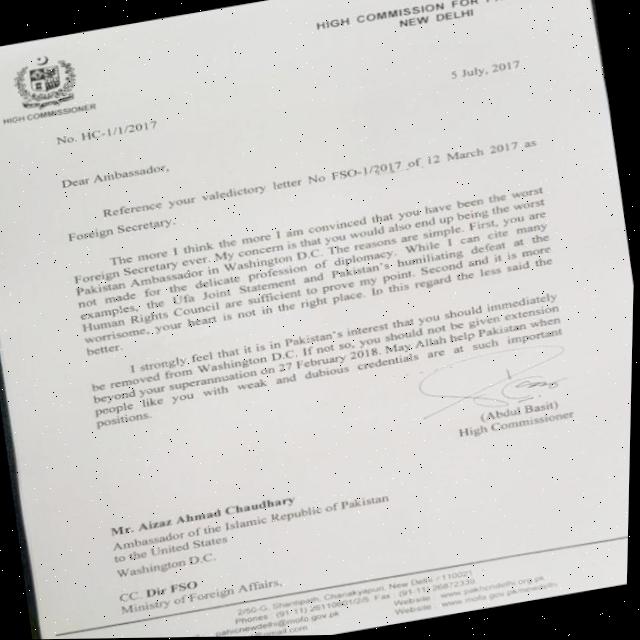 HIGH COMMISSION FOR
NEW DELHI
HIGH COMMISSIONER
5 July, 2017
No. HC-1/1/2017
Dear Ambassador,
Reference your valedictory letter No FSO-1/2017 of 12 March 2017 as
Foreign Secretary.
The more I think the more I am convinced that you have been the worst
Foreign Secretary ever. My concern is that you would also end up being the worst
Pakistan Ambassador in Washington D.C. The reasons are simple. First, you are
not made for the delicate profession of diplomacy. While I can cite many
examples, the Ufa Joint Statement and Pakistan's humiliating defeat at the
Human Rights Council are sufficient to prove my point. Second and it is more
worrisome, your heart is not in the right place. In this regard the less said the
better.
I strongly feel that it is in Pakistan's interest that you should immediately
be removed from Washington D.C. If not so, you should not be given extension
beyond your superannuation on 27 February 2018. May Allah help Pakistan when
people like you with weak and dubious credentials are at such important
positions.
(Abdul Basit)
High Commissioner
Mr. Aizaz Ahmad Chaudhary
Ambassador of the Islamic Republic of Pakistan
to the United States
Washington D.C.
CC. Dir FSO
Ministry of Foreign Affairs,
2/50-G, Shantipath, Chanakyapuri, New Delhi - 110021
Phones : (91-11) Fax : (91-11) 26872339
Website : www.pakhcndelhi.org.pk
pahicnewdelhi@mofa.gov.pk Website : www.mofa.gov.pk/newdelhi